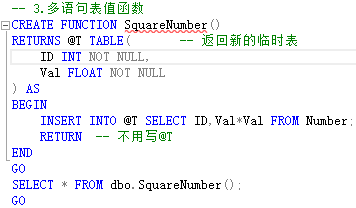 -- 3.多语句表值函数
CREATE FUNCTION SquareNumber()
RETURNS @T TABLE(      -- 返回新的临时表
    ID INT NOT NULL,
    Val FLOAT NOT NULL
) AS
BEGIN
    INSERT INTO @T SELECT ID,Val*Val FROM Number;
    RETURN  -- 不用写@T
END
GO
SELECT * FROM dbo.SquareNumber();
GO